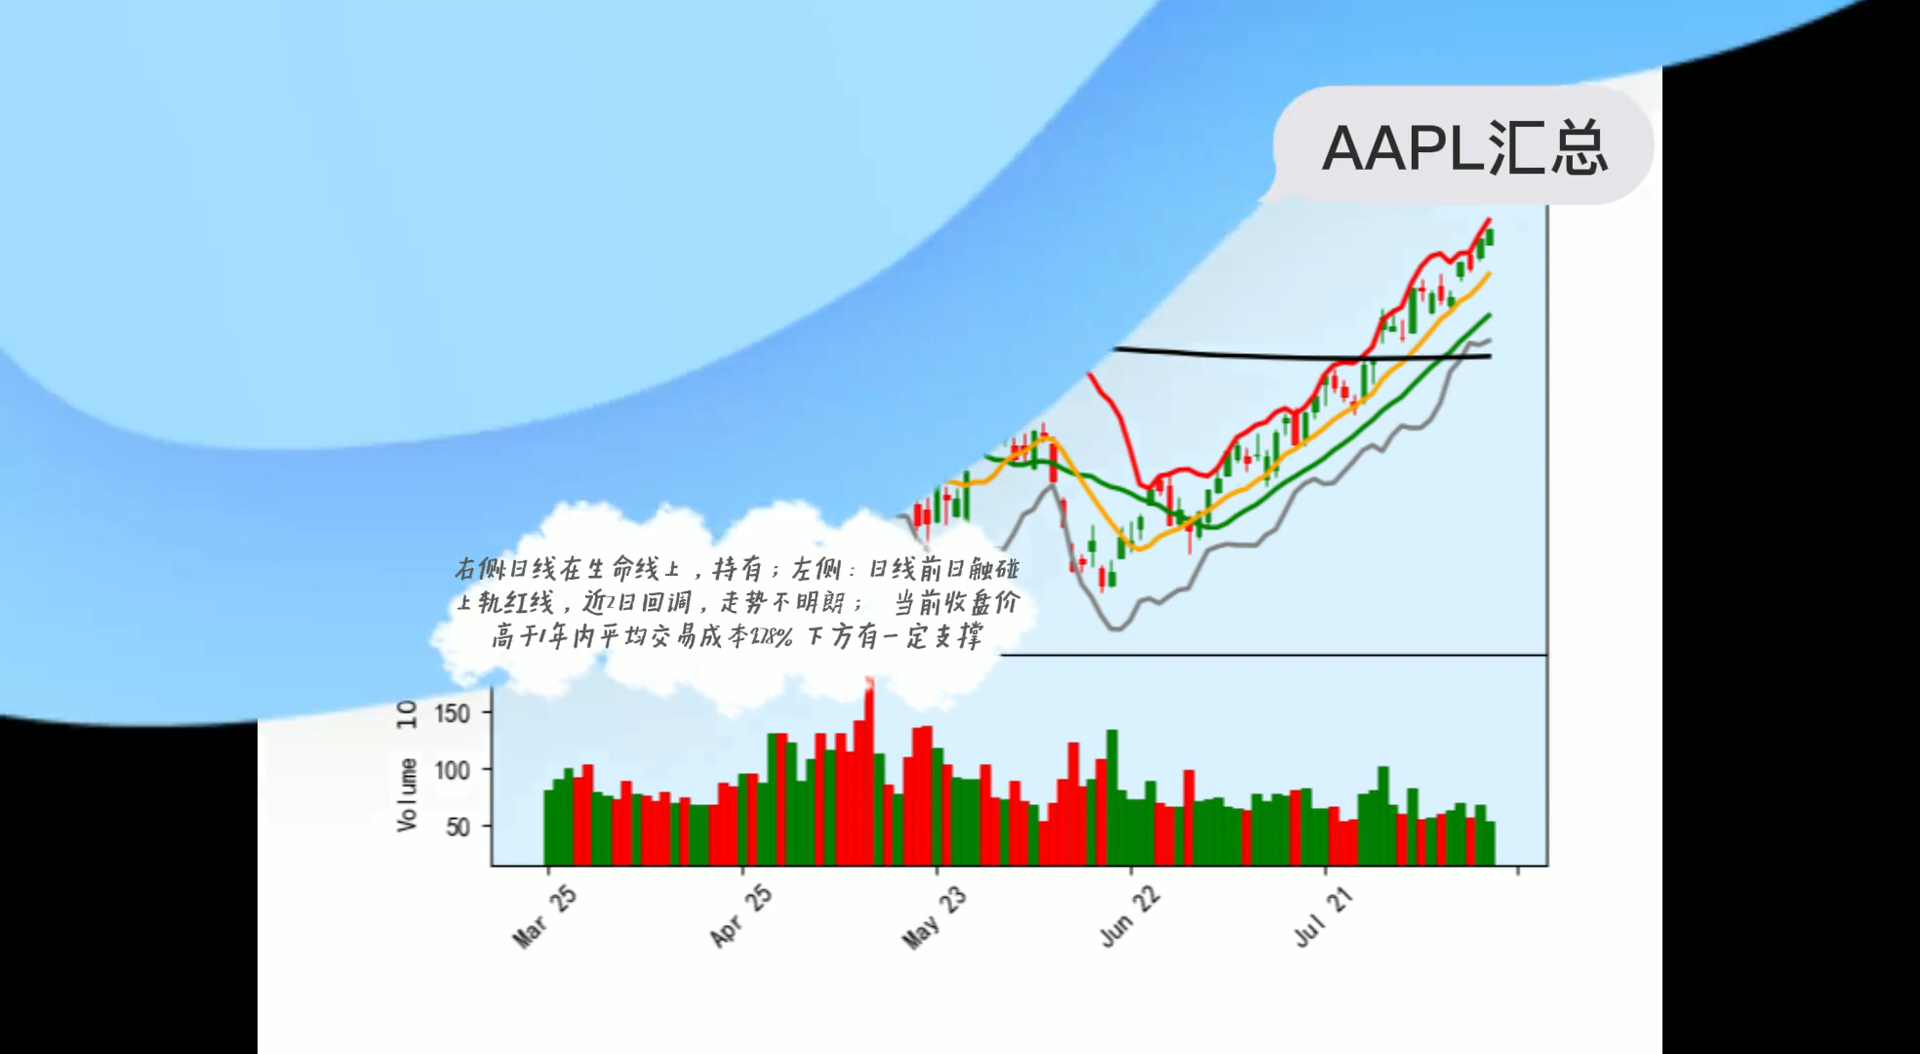 AAPL汇总
右侧:日线在生命线上，持有；左侧：日线前日触碰
上轨红线，近2日回调，走势不明朗； 当前收盘价
高于1年内平均交易成本2.78% 下方有一定支撑
10
Volume
150
100
50
Mar 25
Apr 25
May 23
Jun 22
Jul 21